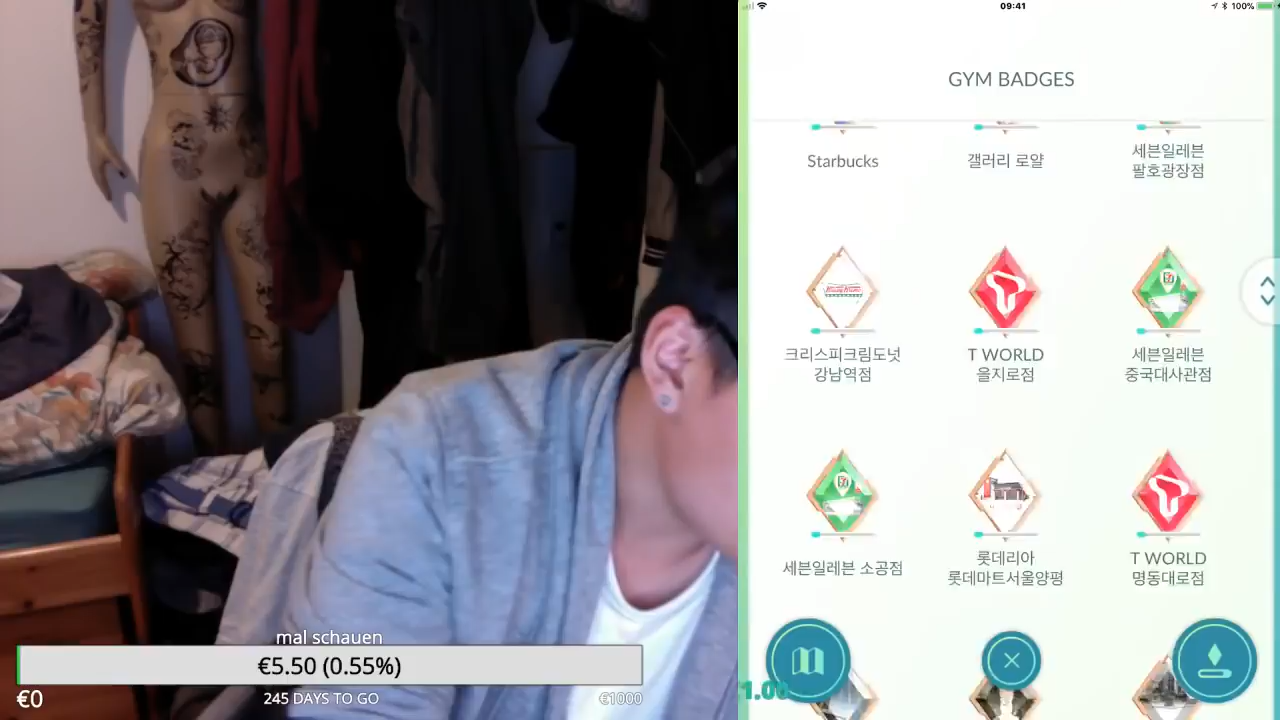 09:41
100%
GYM BADGES
Starbucks
갤러리 로얄
세븐일레븐
팔호광장점
크리스피크림도넛
강남역점
T WORLD
을지로점
세븐일레븐
중국대사관점
세븐일레븐 소공점
롯데리아
롯데마트서울양평
T WORLD
명동대로점
mal schauen
€5.50 (0.55%)
€0
245 DAYS TO GO
€1000
1.00